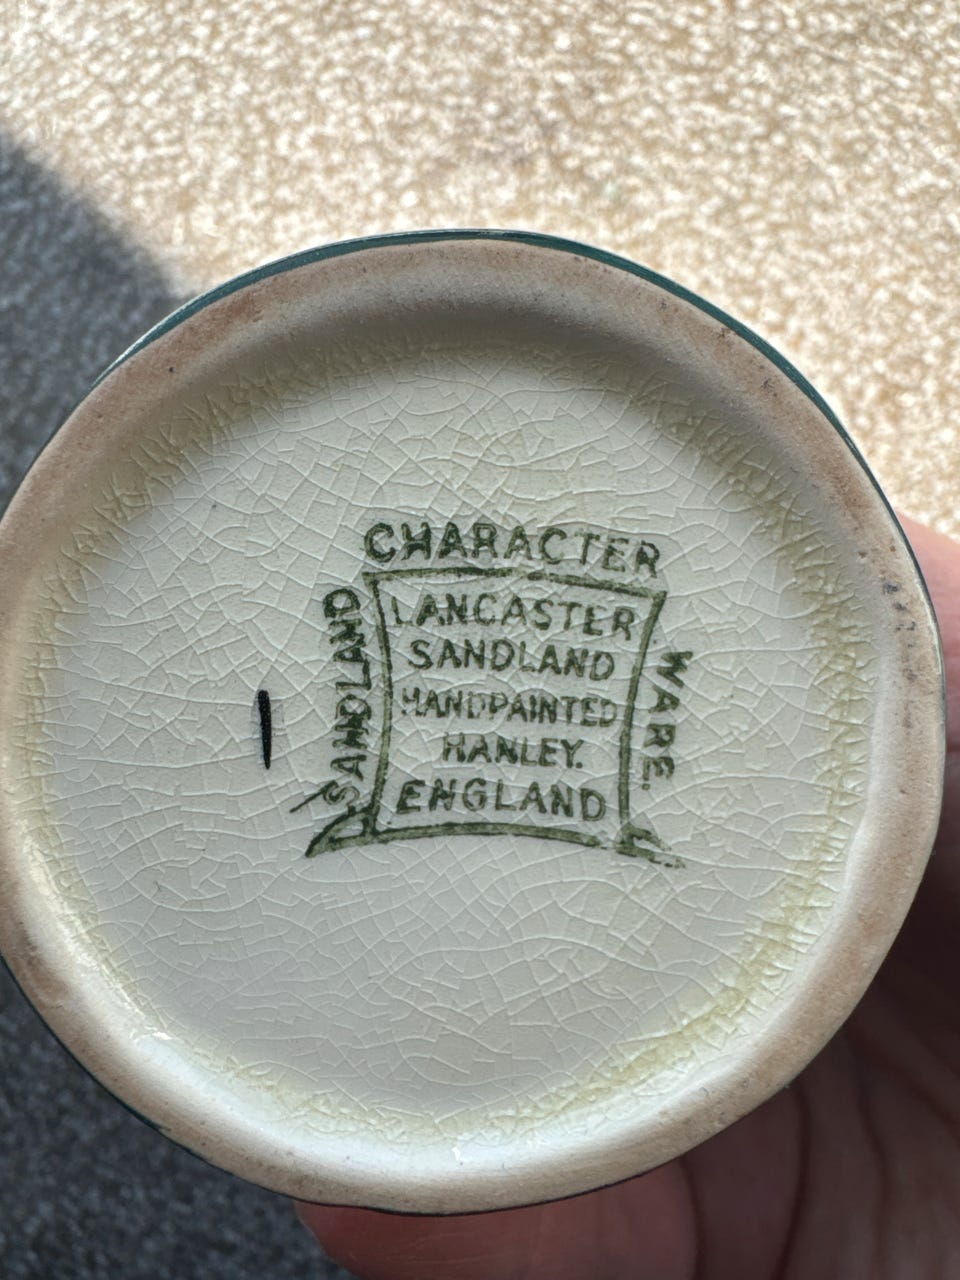 CHARACTER
SANDLAND
WARE.
LANCASTER
SANDLAND
HANDPAINTED
HANLEY.
ENGLAND